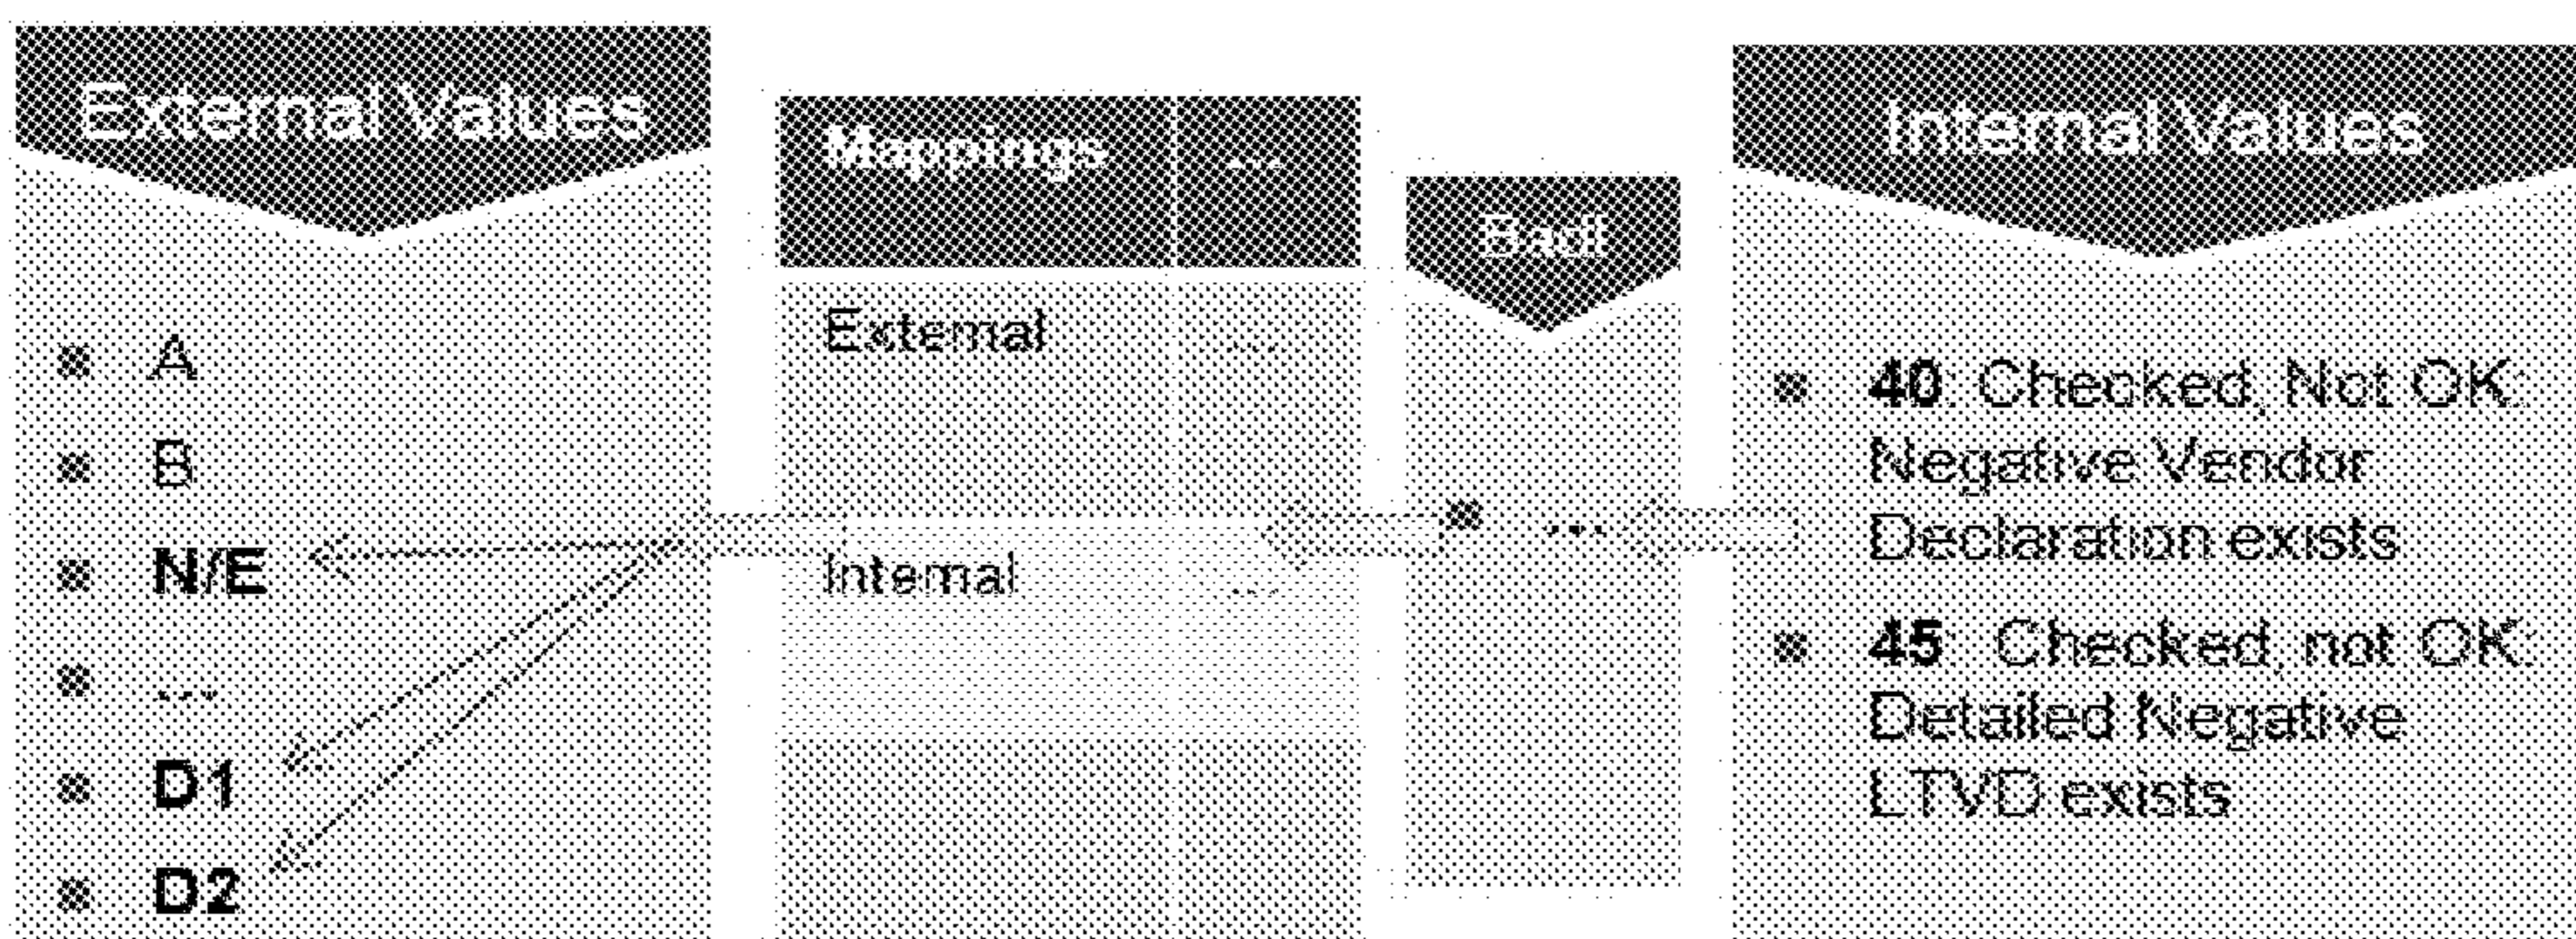 External Values
A
B
N/E
...
D1
D2
Mappings ...
External ...
Internal ...
BadI
...
Internal Values
40: Checked, Not OK:
Negative Vendor
Declaration exists
45: Checked, not OK:
Detailed Negative
LTVD exists